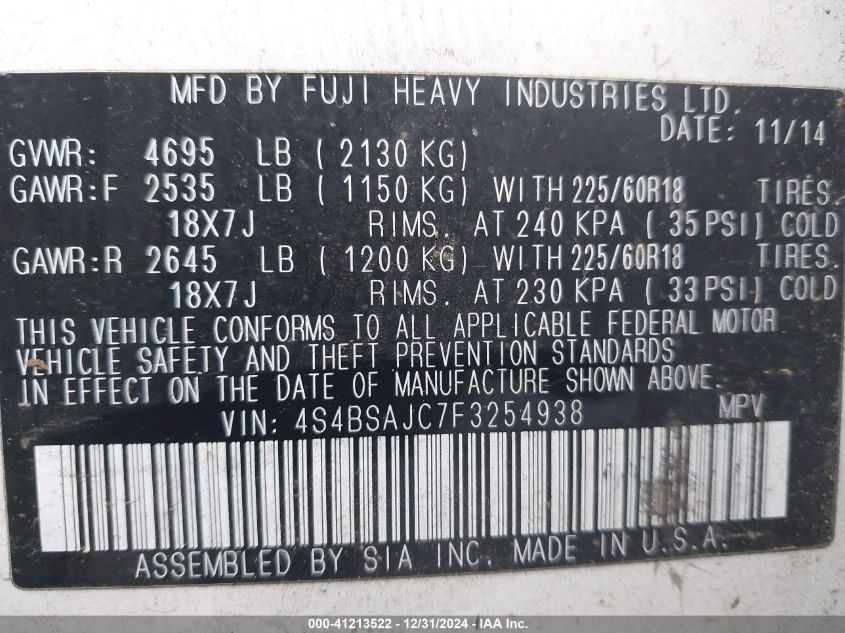 MFD BY FUJI HEAVY INDUSTRIES LTD.
DATE: 11/14
GVWR: 4695 LB ( 2130 KG)
GAWR:F 2535 LB ( 1150 KG) WITH 225/60R18 TIRES.
18X7J RIMS. AT 240 KPA ( 35PSI) COLD
GAWR:R 2645 LB ( 1200 KG) WITH 225/60R18 TIRES.
18X7J RIMS. AT 230 KPA ( 33PSI) COLD
THIS VEHICLE CONFORMS TO ALL APPLICABLE FEDERAL MOTOR
VEHICLE SAFETY AND THEFT PREVENTION STANDARDS
IN EFFECT ON THE DATE OF MANUFACTURE SHOWN ABOVE.
VIN: 4S4BSAJC7F3254938 MPV
ASSEMBLED BY SIA INC. MADE IN U.S.A.
000-41213522 - 12/31/2024 - IAA Inc.